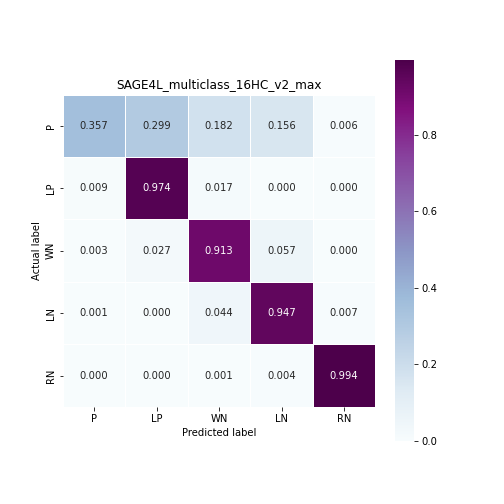 SAGE4L_multiclass_16HC_v2_max
P 0.357 0.299 0.182 0.156 0.006
LP 0.009 0.974 0.017 0.000 0.000
WN 0.003 0.027 0.913 0.057 0.000
LN 0.001 0.000 0.044 0.947 0.007
RN 0.000 0.000 0.001 0.004 0.994
P LP WN LN RN
Predicted label
Actual label
0.8
0.6
0.4
0.2
0.0